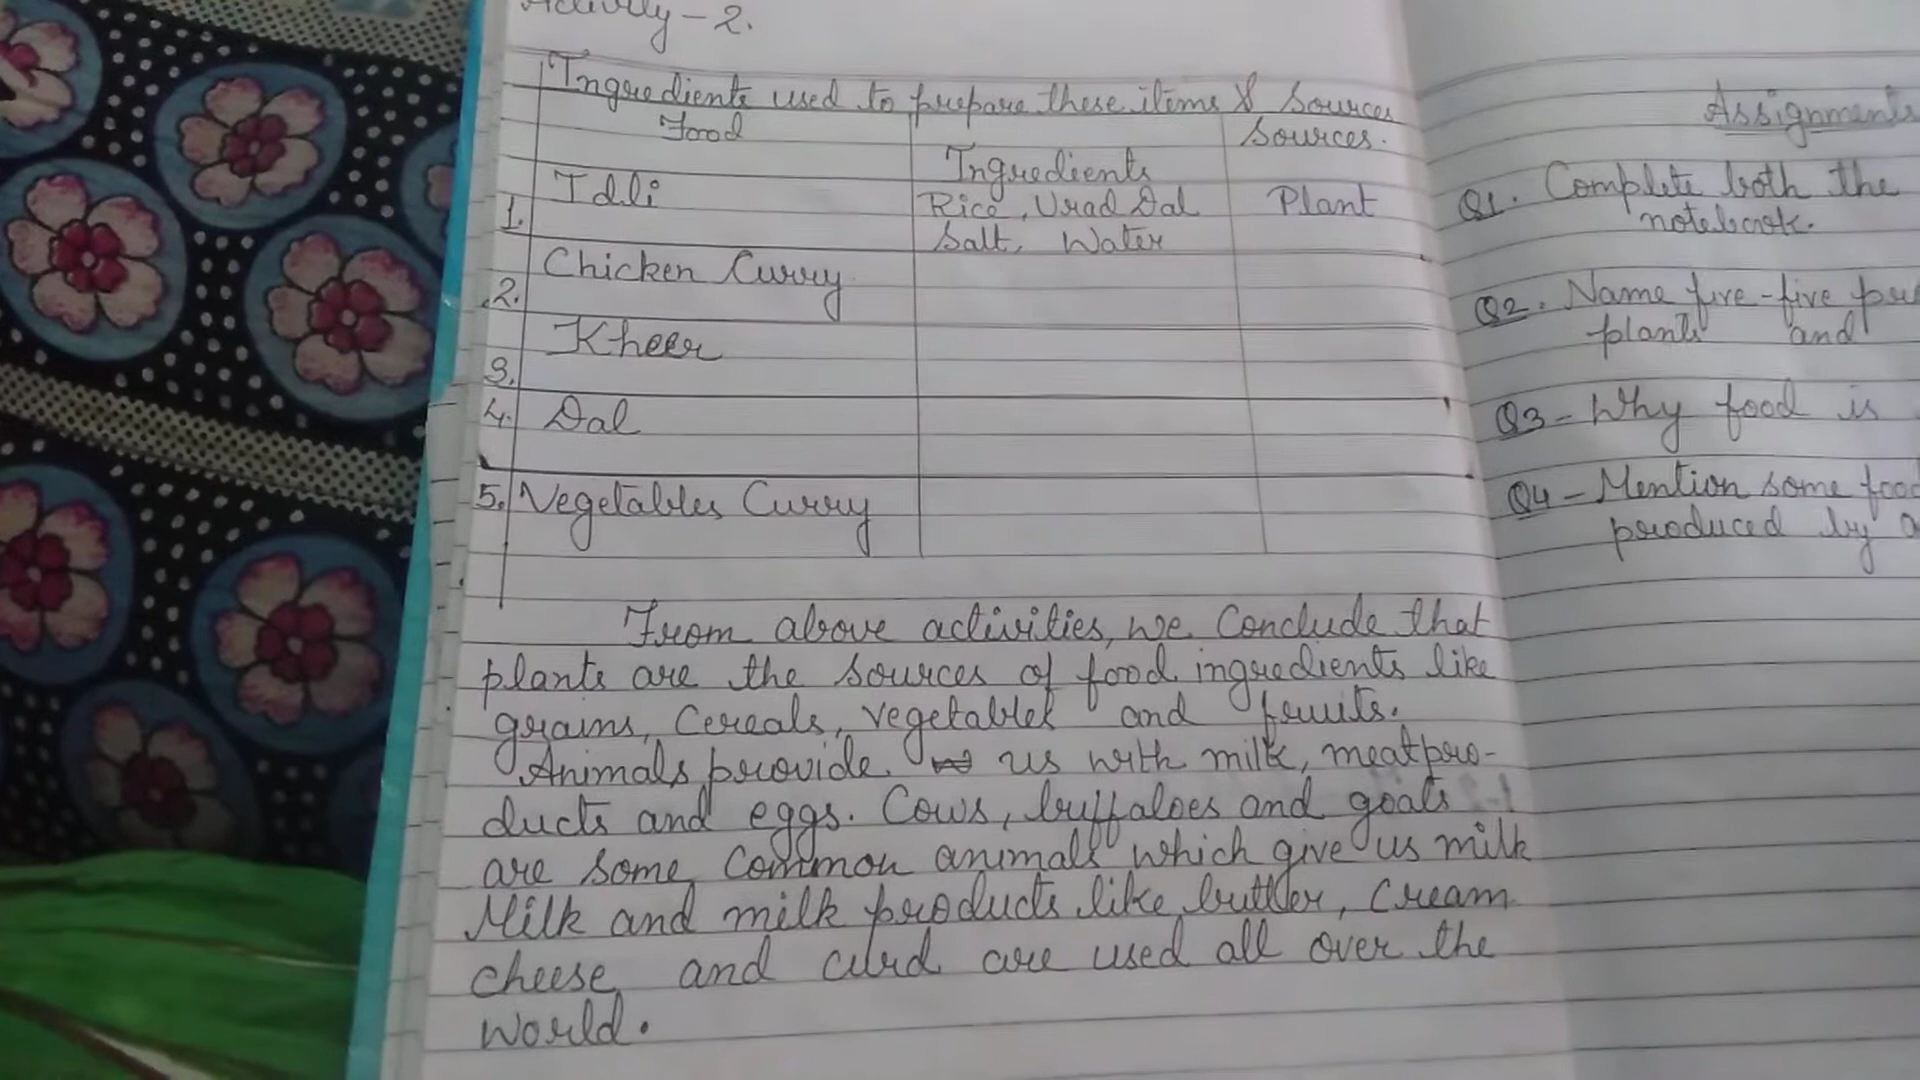 Activity - 2.
Ingredients used to prepare these items & Sources
Food
Ingredients
Sources.
1. Idli
Rice, Urad Dal
Salt, Water
Plant
2. Chicken Curry
3. Kheer
4. Dal
5. Vegetables Curry
From above activities, we conclude that
plants are the sources of food ingredients like
grains, Cereals, vegetables and fruits.
Animals provide us with milk, meatpro-
ducts and eggs. Cows, buffaloes and goats
are some common animals which give us milk
Milk and milk products like butter, cream
cheese and curd are used all over the
world.
Assignments
Q1. Complete both the
notebook.
Q2. Name five-five
plants and
Q3 - Why food is
Q4 - Mention some food
produced by